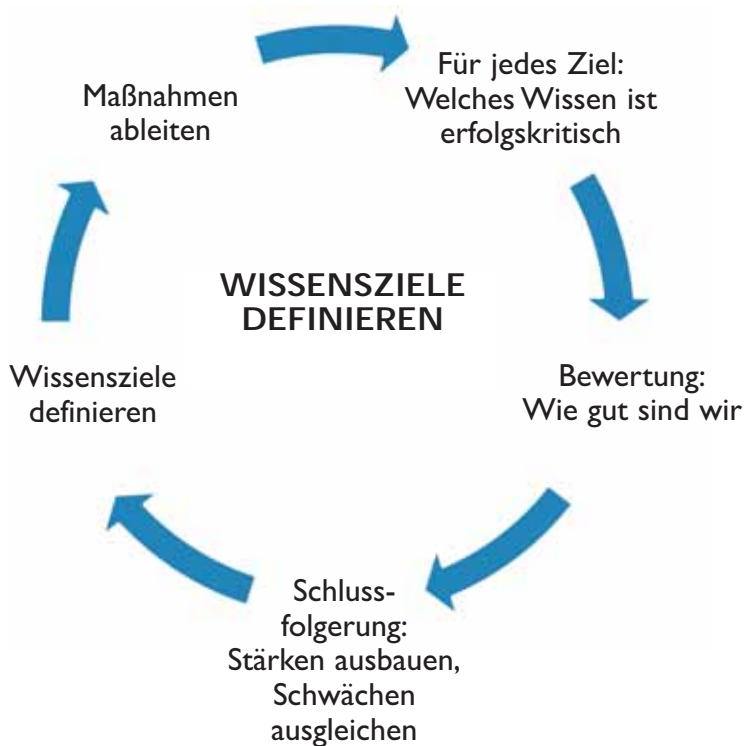 Maßnahmen
ableiten
Für jedes Ziel:
Welches Wissen ist
erfolgskritisch
WISSENSZIELE
DEFINIEREN
Wissensziele
definieren
Bewertung:
Wie gut sind wir
Schluss-
folgerung:
Stärken ausbauen,
Schwächen
ausgleichen